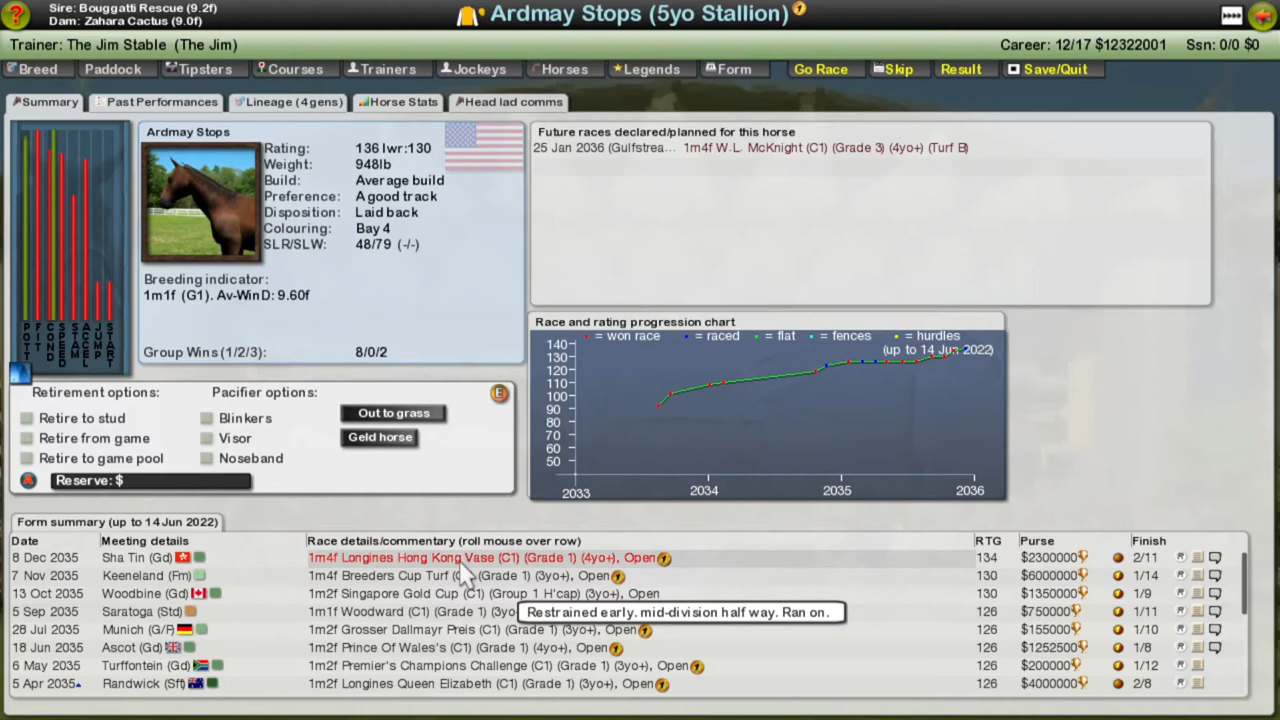 Sire: Bouggatti Rescue (9.2f)
Dam: Zahara Cactus (9.0f)
Ardmay Stops (5yo Stallion)
Trainer: The Jim Stable (The Jim)
Career: 12/17 $12322001 Ssn: 0/0 $0
Breed Paddock Tipsters Courses Trainers Jockeys Horses Legends Form Go Race Skip Result Save/Quit
Summary Past Performances Lineage (4 gens) Horse Stats Head lad comms
Ardmay Stops
Rating: 136 lwr:130
Weight: 948lb
Build: Average build
Preference: A good track
Disposition: Laid back
Colouring: Bay 4
SLR/SLW: 48/79 (-/-)
Breeding indicator:
1m1f (G1). Av-WinD: 9.60f
Group Wins (1/2/3): 8/0/2
POTT FIT COND SPEED STAM ACCEL JUMP START
Future races declared/planned for this horse
25 Jan 2036 (Gulfstrea... 1m4f W.L. McKnight (C1) (Grade 3) (4yo+) (Turf B)
Race and rating progression chart
= won race = raced = flat = fences = hurdles
(up to 14 Jun 2022)
140
130
120
110
100
90
80
70
60
50
2033 2034 2035 2036
Retirement options: Pacifier options:
Retire to stud Blinkers Out to grass
Retire from game Visor Geld horse
Retire to game pool Noseband
Reserve: $
Form summary (up to 14 Jun 2022)
Date Meeting details Race details/commentary (roll mouse over row) RTG Purse Finish
8 Dec 2035 Sha Tin (Gd) 1m4f Longines Hong Kong Vase (C1) (Grade 1) (4yo+), Open 134 $2300000 2/11
7 Nov 2035 Keeneland (Fm) 1m4f Breeders Cup Turf (Grade 1) (3yo+), Open 130 $6000000 1/14
13 Oct 2035 Woodbine (Gd) 1m2f Singapore Gold Cup (C1) (Group 1 H'cap) (3yo+), Open 130 $1350000 1/9
5 Sep 2035 Saratoga (Std) 1m1f Woodward (C1) (Grade 1) (3yo 126 $750000 1/11
Restrained early. mid-division half way. Ran on.
28 Jul 2035 Munich (G/F) 1m2f Grosser Dallmayr Preis (C1) (Grade 1) (3yo+), Open 126 $155000 1/10
18 Jun 2035 Ascot (Gd) 1m2f Prince Of Wales's (C1) (Grade 1) (4yo+), Open 126 $1252500 1/8
6 May 2035 Turffontein (Gd) 1m2f Premier's Champions Challenge (C1) (Grade 1) (3yo+), Open 126 $200000 1/12
5 Apr 2035 Randwick (Sft) 1m2f Longines Queen Elizabeth (C1) (Grade 1) (3yo+), Open 126 $4000000 2/8